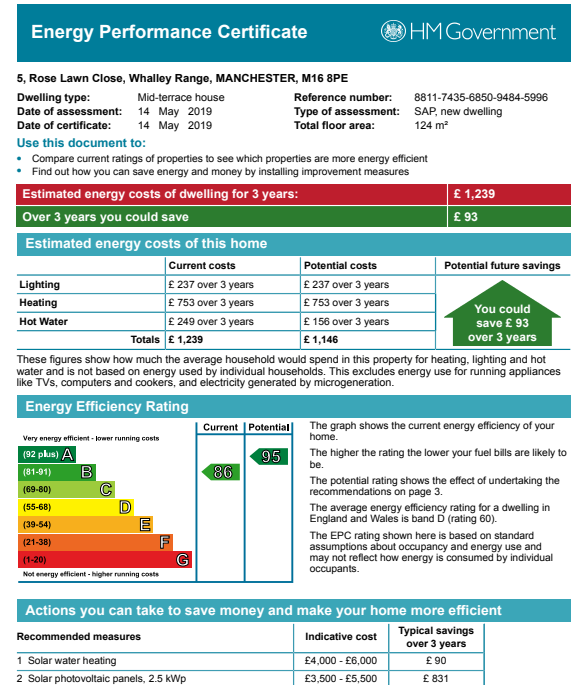 Energy Performance Certificate
HM Government
5, Rose Lawn Close, Whalley Range, MANCHESTER, M16 8PE
Dwelling type: Mid-terrace house Reference number: 8811-7435-6850-9484-5996
Date of assessment: 14 May 2019 Type of assessment: SAP, new dwelling
Date of certificate: 14 May 2019 Total floor area: 124 m²
Use this document to:
• Compare current ratings of properties to see which properties are more energy efficient
• Find out how you can save energy and money by installing improvement measures
Estimated energy costs of dwelling for 3 years: £ 1,239
Over 3 years you could save £ 93
Estimated energy costs of this home
Current costs Potential costs Potential future savings
Lighting £ 237 over 3 years £ 237 over 3 years
Heating £ 753 over 3 years £ 753 over 3 years
Hot Water £ 249 over 3 years £ 156 over 3 years
Totals £ 1,239 £ 1,146
You could
save £ 93
over 3 years
These figures show how much the average household would spend in this property for heating, lighting and hot
water and is not based on energy used by individual households. This excludes energy use for running appliances
like TVs, computers and cookers, and electricity generated by microgeneration.
Energy Efficiency Rating
Current Potential
Very energy efficient - lower running costs
(92 plus) A
(81-91) B
(69-80) C
(55-68) D
(39-54) E
(21-38) F
(1-20) G
Not energy efficient - higher running costs
86
95
The graph shows the current energy efficiency of your
home.
The higher the rating the lower your fuel bills are likely to
be.
The potential rating shows the effect of undertaking the
recommendations on page 3.
The average energy efficiency rating for a dwelling in
England and Wales is band D (rating 60).
The EPC rating shown here is based on standard
assumptions about occupancy and energy use and
may not reflect how energy is consumed by individual
occupants.
Actions you can take to save money and make your home more efficient
Recommended measures Indicative cost Typical savings
over 3 years
1 Solar water heating £4,000 - £6,000 £ 90
2 Solar photovoltaic panels, 2.5 kWp £3,500 - £5,500 £ 831